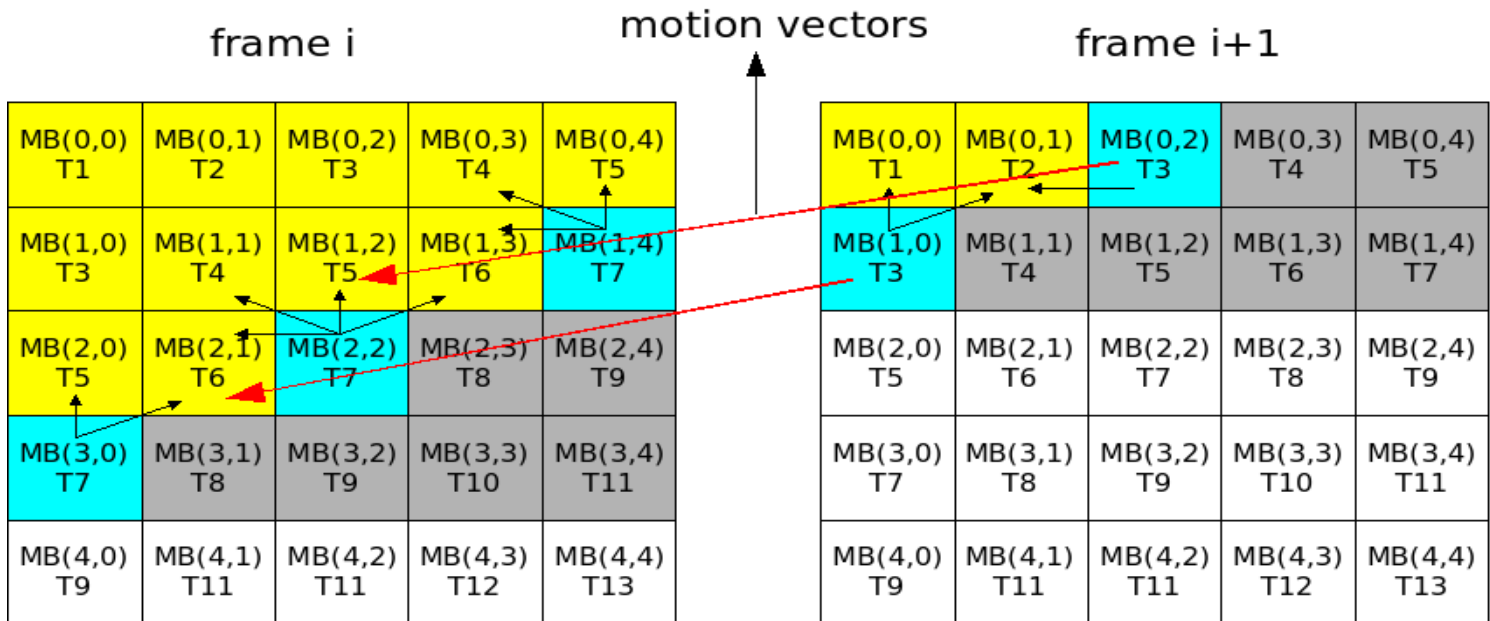 motion vectors
frame i
frame i+1
MB(0,0) MB(0,1) MB(0,2) MB(0,3) MB(0,4)
T1 T2 T3 T4 T5
MB(1,0) MB(1,1) MB(1,2) MB(1,3) MB(1,4)
T3 T4 T5 T6 T7
MB(2,0) MB(2,1) MB(2,2) MB(2,3) MB(2,4)
T5 T6 T7 T8 T9
MB(3,0) MB(3,1) MB(3,2) MB(3,3) MB(3,4)
T7 T8 T9 T10 T11
MB(4,0) MB(4,1) MB(4,2) MB(4,3) MB(4,4)
T9 T11 T11 T12 T13
MB(0,0) MB(0,1) MB(0,2) MB(0,3) MB(0,4)
T1 T2 T3 T4 T5
MB(1,0) MB(1,1) MB(1,2) MB(1,3) MB(1,4)
T3 T4 T5 T6 T7
MB(2,0) MB(2,1) MB(2,2) MB(2,3) MB(2,4)
T5 T6 T7 T8 T9
MB(3,0) MB(3,1) MB(3,2) MB(3,3) MB(3,4)
T7 T8 T9 T10 T11
MB(4,0) MB(4,1) MB(4,2) MB(4,3) MB(4,4)
T9 T11 T11 T12 T13